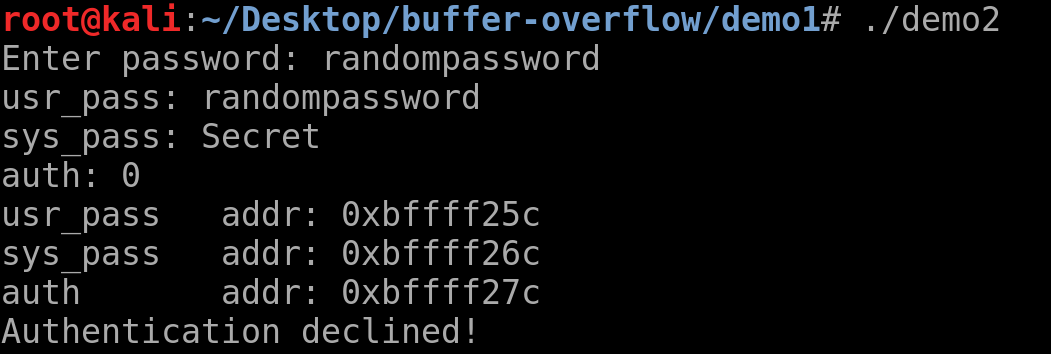 root@kali:~/Desktop/buffer-overflow/demo1# ./demo2
Enter password: randompassword
usr_pass: randompassword
sys_pass: Secret
auth: 0
usr_pass   addr: 0xbffff25c
sys_pass   addr: 0xbffff26c
auth       addr: 0xbffff27c
Authentication declined!